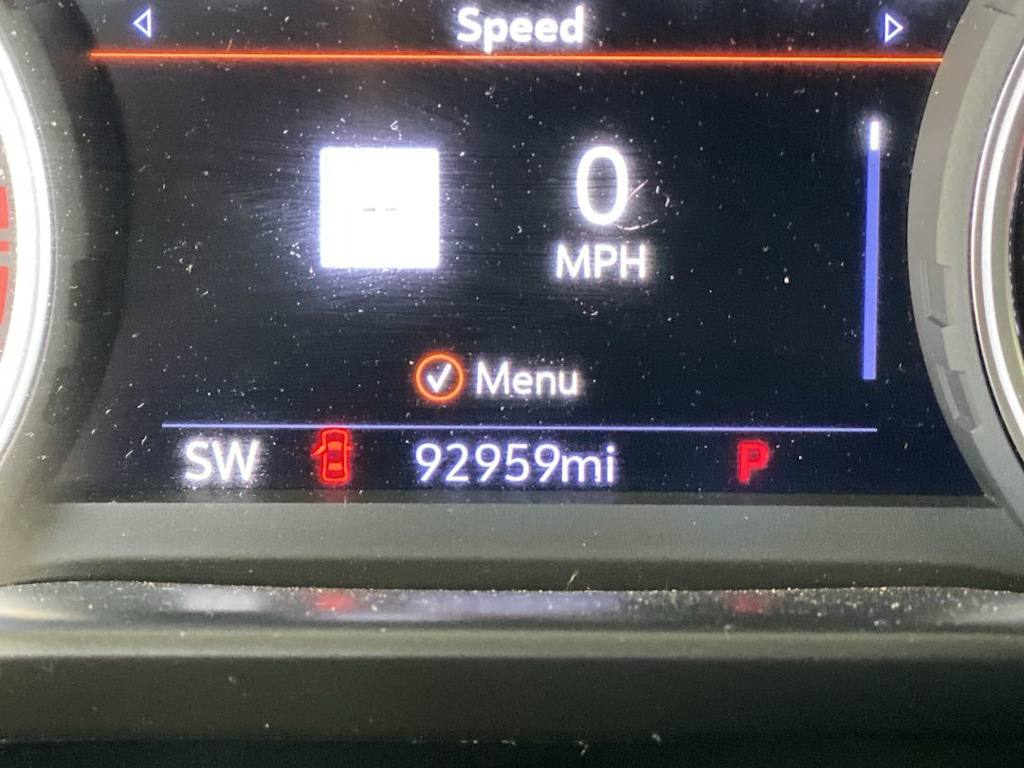 Speed
--
0
MPH
Menu
SW 92959mi P